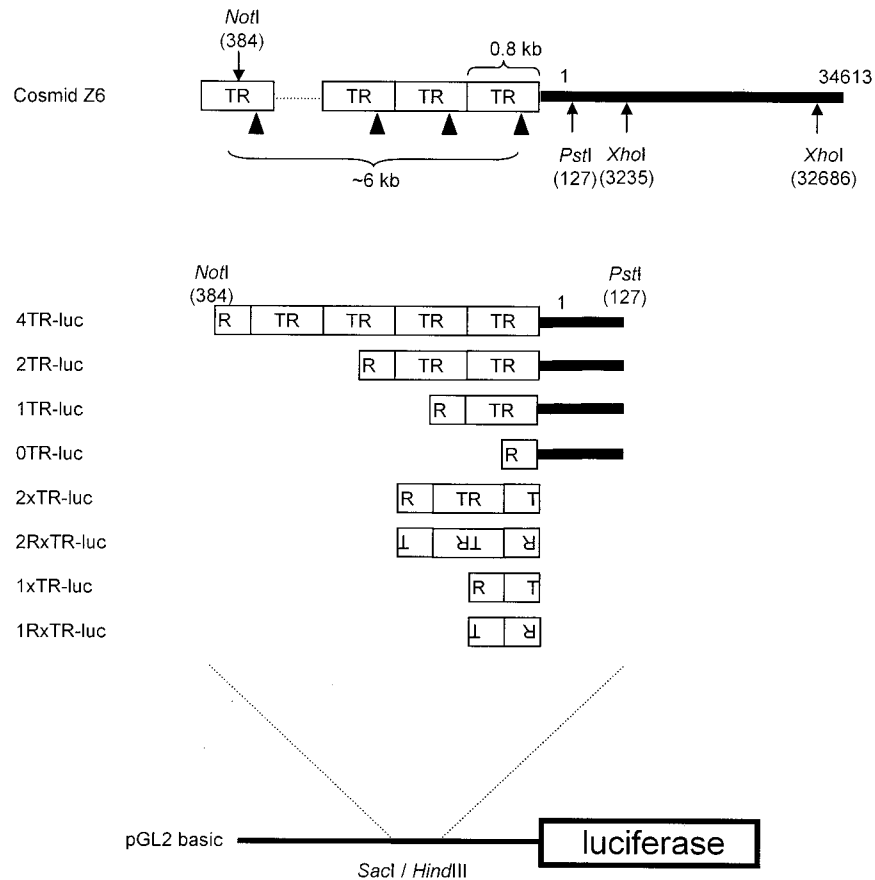 NotI
(384)
0.8 kb
1
34613
Cosmid Z6
TR
TR
TR
TR
PstI
(127)
XhoI
(3235)
XhoI
(32686)
~6 kb
NotI
(384)
1
PstI
(127)
4TR-luc
R
TR
TR
TR
TR
2TR-luc
R
TR
TR
1TR-luc
R
TR
0TR-luc
R
2xTR-luc
R
TR
T
2RxTR-luc
T
TR
R
1xTR-luc
R
T
1RxTR-luc
T
R
pGL2 basic
luciferase
SacI / HindIII